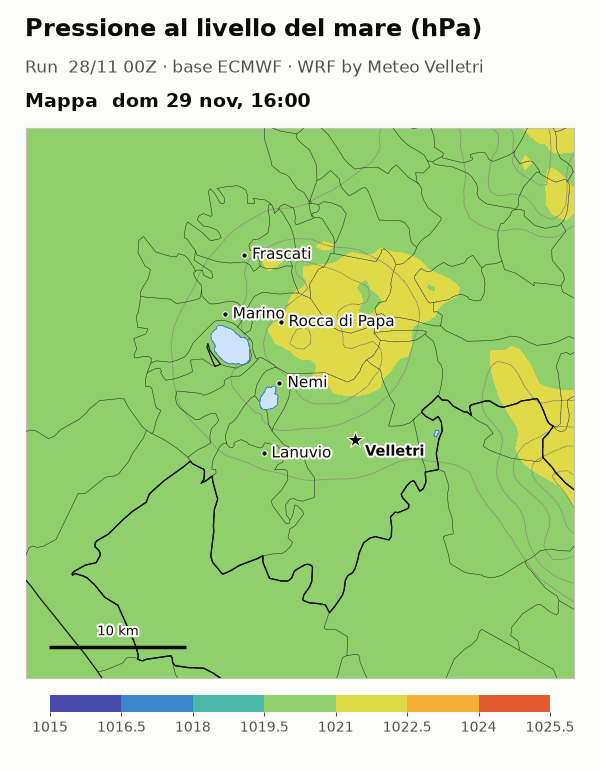 Pressione al livello del mare (hPa)
Run 28/11 00Z · base ECMWF · WRF by Meteo Velletri
Mappa dom 29 nov, 16:00
Frascati
Marino
Rocca di Papa
Nemi
Velletri
Lanuvio
10 km
1015 1016.5 1018 1019.5 1021 1022.5 1024 1025.5